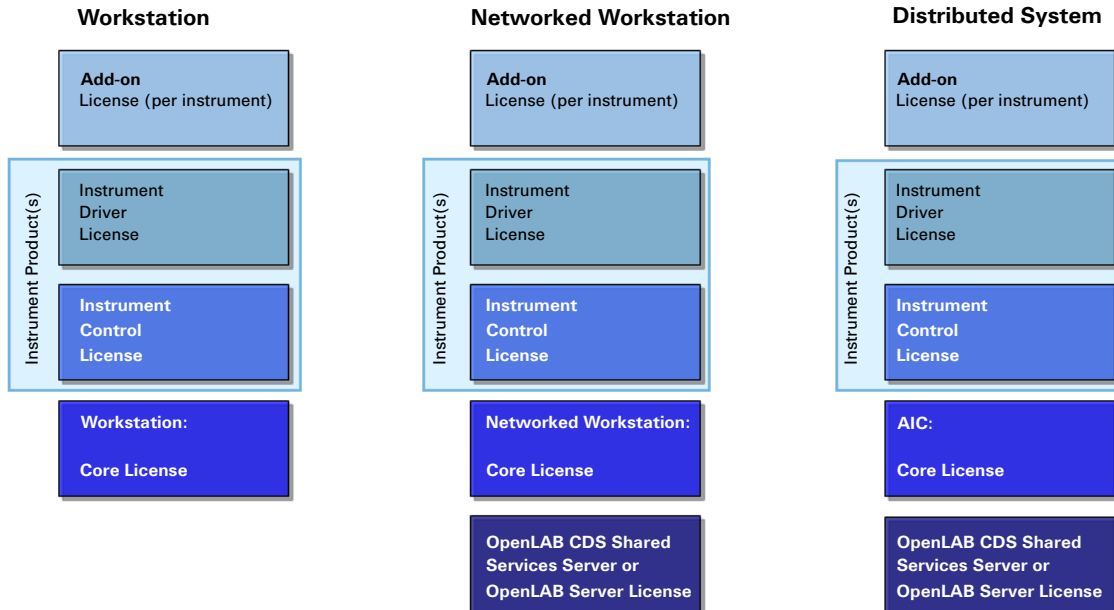 Workstation
Add-on
License (per instrument)
Instrument Product(s)
Instrument
Driver
License
Instrument
Control
License
Workstation:
Core License
Networked Workstation
Add-on
License (per instrument)
Instrument Product(s)
Instrument
Driver
License
Instrument
Control
License
Networked Workstation:
Core License
OpenLAB CDS Shared
Services Server or
OpenLAB Server License
Distributed System
Add-on
License (per instrument)
Instrument Product(s)
Instrument
Driver
License
Instrument
Control
License
AIC:
Core License
OpenLAB CDS Shared
Services Server or
OpenLAB Server License